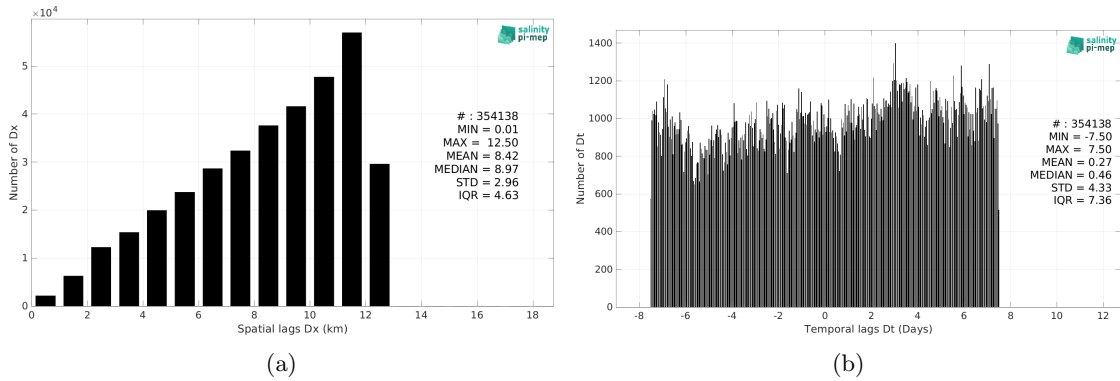 ×10⁴
salinity
pi-mep
5
4
3
2
1
0
Number of Dx
# : 354138
MIN = 0.01
MAX = 12.50
MEAN = 8.42
MEDIAN = 8.97
STD = 2.96
IQR = 4.63
0 2 4 6 8 10 12 14 16 18
Spatial lags Dx (km)
(a)
salinity
pi-mep
1400
1200
1000
800
600
400
200
0
Number of Dt
# : 354138
MIN = -7.50
MAX = 7.50
MEAN = 0.27
MEDIAN = 0.46
STD = 4.33
IQR = 7.36
-8 -6 -4 -2 0 2 4 6 8 10 12
Temporal lags Dt (Days)
(b)